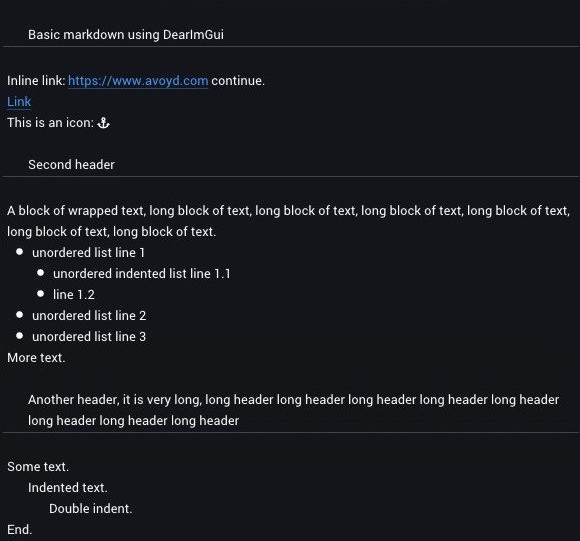 Basic markdown using DearImGui
Inline link: https://www.avoyd.com continue.
Link
This is an icon: ⚓
Second header
A block of wrapped text, long block of text, long block of text, long block of text, long block of text,
long block of text, long block of text.
● unordered list line 1
● unordered indented list line 1.1
● line 1.2
● unordered list line 2
● unordered list line 3
More text.
Another header, it is very long, long header long header long header long header long header
long header long header long header
Some text.
Indented text.
Double indent.
End.